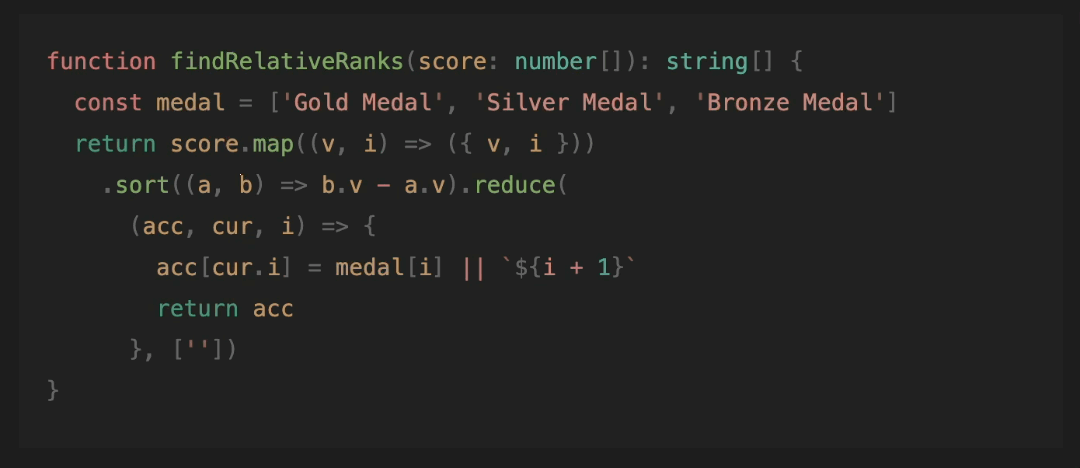 function findRelativeRanks(score: number[]): string[] {
  const medal = ['Gold Medal', 'Silver Medal', 'Bronze Medal']
  return score.map((v, i) => ({ v, i }))
    .sort((a, b) => b.v - a.v).reduce(
      (acc, cur, i) => {
        acc[cur.i] = medal[i] || `${i + 1}`
        return acc
      }, [''])
}